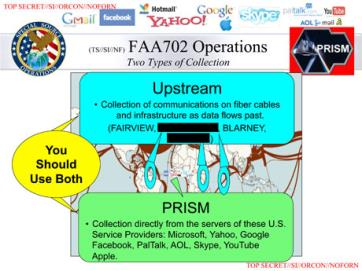 TOP SECRET//SI//ORCON//NOFORN
Gmail
facebook
Hotmail
YAHOO!
Google
skype
paltalk.com
YouTube
AOL mail
SPECIAL SOURCE OPERATIONS
(TS//SI//NF) FAA702 Operations
Two Types of Collection
PRISM
Upstream
• Collection of communications on fiber cables
and infrastructure as data flows past.
(FAIRVIEW, , BLARNEY,
)
You
Should
Use Both
PRISM
• Collection directly from the servers of these U.S.
Service Providers: Microsoft, Yahoo, Google
Facebook, PalTalk, AOL, Skype, YouTube
Apple.
TOP SECRET//SI//ORCON//NOFORN